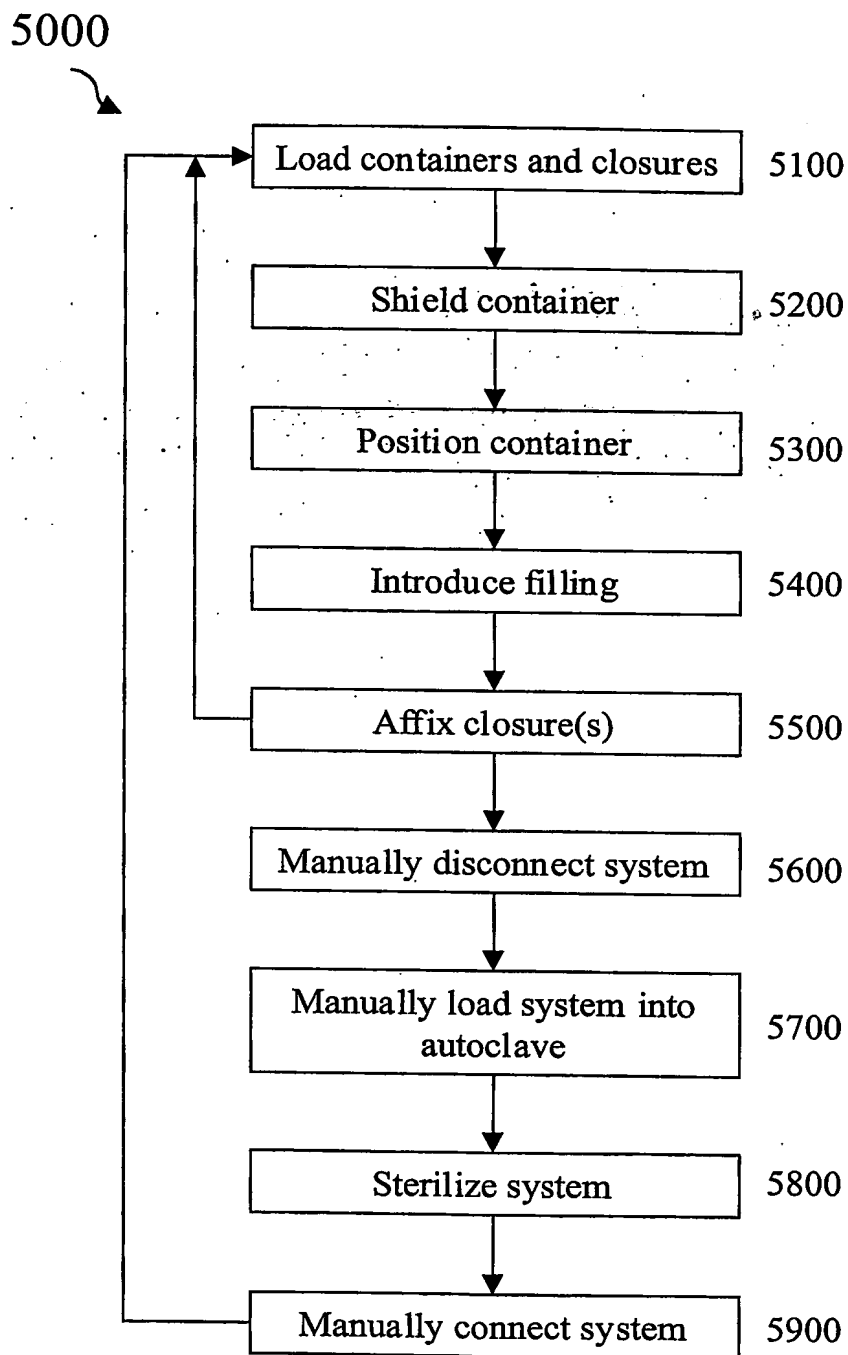 5000
Load containers and closures 5100
Shield container 5200
Position container 5300
Introduce filling 5400
Affix closure(s) 5500
Manually disconnect system 5600
Manually load system into
autoclave 5700
Sterilize system 5800
Manually connect system 5900